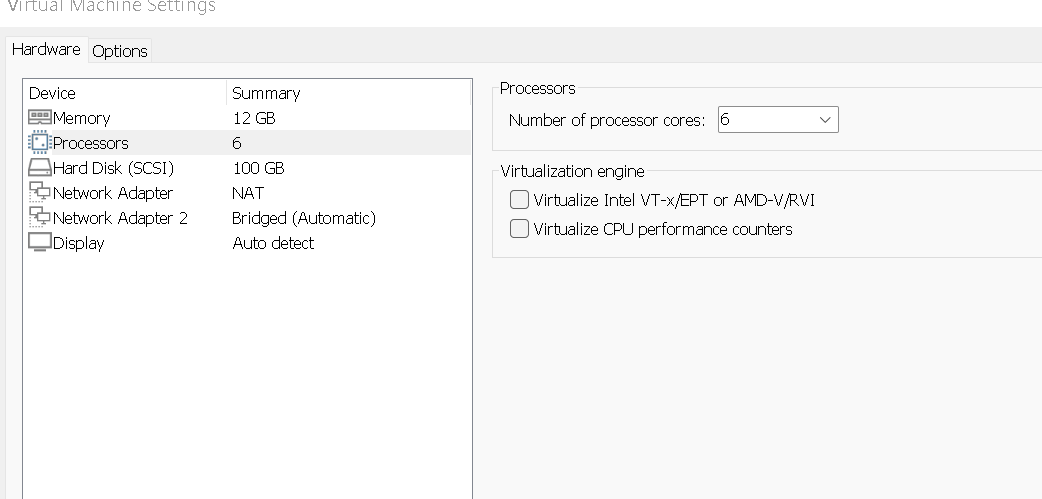 Virtual Machine Settings
Hardware Options
Device Summary
Memory 12 GB
Processors 6
Hard Disk (SCSI) 100 GB
Network Adapter NAT
Network Adapter 2 Bridged (Automatic)
Display Auto detect
Processors
Number of processor cores: 6
Virtualization engine
Virtualize Intel VT-x/EPT or AMD-V/RVI
Virtualize CPU performance counters